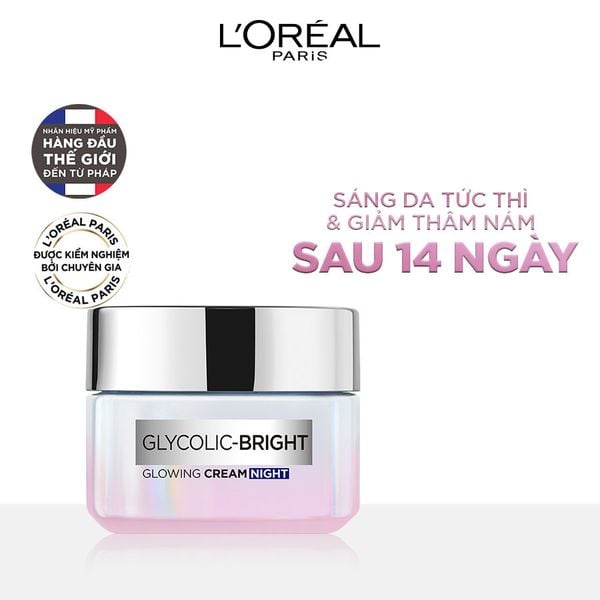 L'ORÉAL
PARiS
NHÃN HIỆU MỸ PHẨM
HÀNG ĐẦU
THẾ GIỚI
ĐẾN TỪ PHÁP
L'ORÉAL PARIS
ĐƯỢC KIỂM NGHIỆM
BỞI CHUYÊN GIA
L'ORÉAL PARIS
SÁNG DA TỨC THÌ
& GIẢM THÂM NÁM
SAU 14 NGÀY
GLYCOLIC-BRIGHT
GLOWING CREAM NIGHT